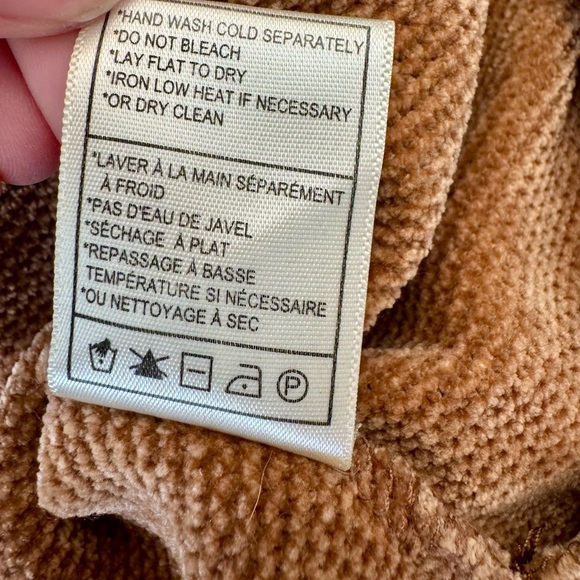 *HAND WASH COLD SEPARATELY
*DO NOT BLEACH
*LAY FLAT TO DRY
*IRON LOW HEAT IF NECESSARY
*OR DRY CLEAN
*LAVER À LA MAIN SÉPARÉMENT
À FROID
*PAS D'EAU DE JAVEL
*SÉCHAGE À PLAT
*REPASSAGE À BASSE
TEMPÉRATURE SI NÉCESSAIRE
*OU NETTOYAGE À SEC
P